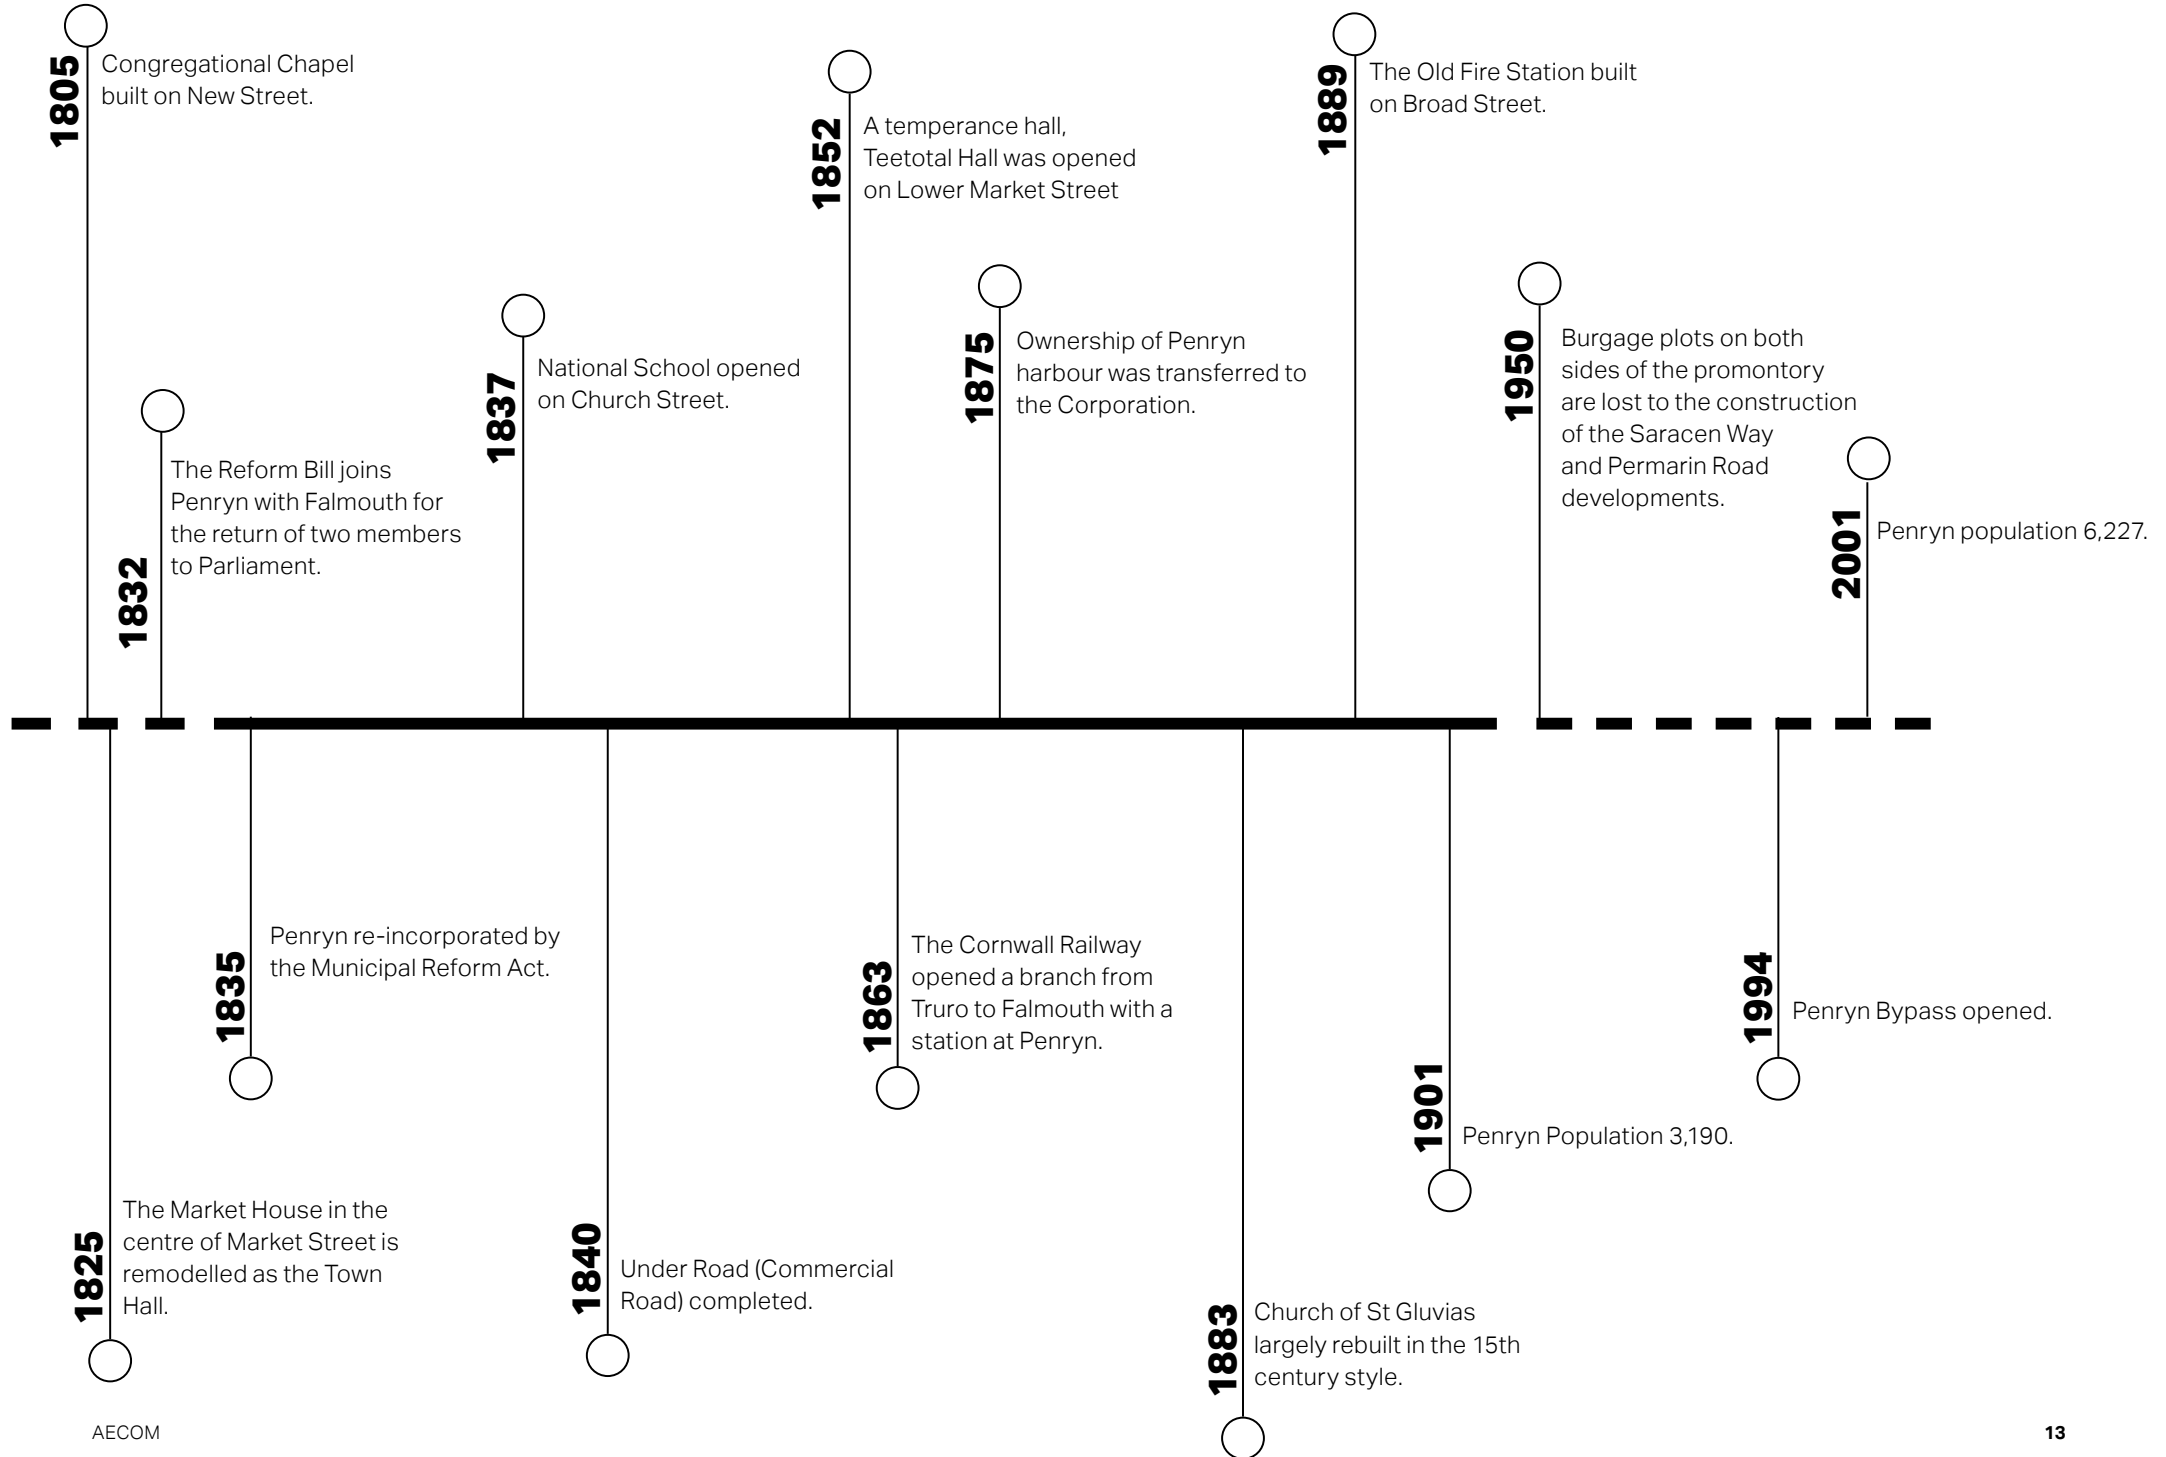 1805
Congregational Chapel
built on New Street.
1832
The Reform Bill joins
Penryn with Falmouth for
the return of two members
to Parliament.
1837
National School opened
on Church Street.
1852
A temperance hall,
Teetotal Hall was opened
on Lower Market Street
1875
Ownership of Penryn
harbour was transferred to
the Corporation.
1889
The Old Fire Station built
on Broad Street.
1950
Burgage plots on both
sides of the promontory
are lost to the construction
of the Saracen Way
and Permarin Road
developments.
2001
Penryn population 6,227.
1825
The Market House in the
centre of Market Street is
remodelled as the Town
Hall.
1835
Penryn re-incorporated by
the Municipal Reform Act.
1840
Under Road (Commercial
Road) completed.
1863
The Cornwall Railway
opened a branch from
Truro to Falmouth with a
station at Penryn.
1883
Church of St Gluvias
largely rebuilt in the 15th
century style.
1901
Penryn Population 3,190.
1994
Penryn Bypass opened.
AECOM
13